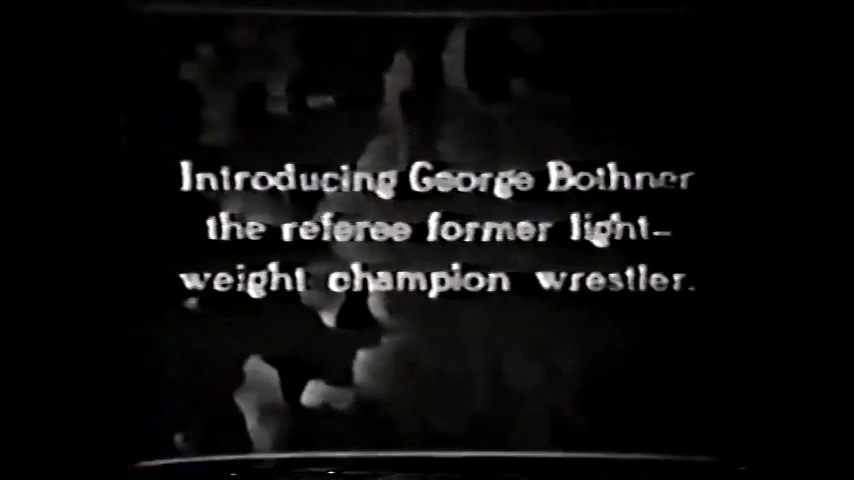 Introducing George Bothner
the referee former light-
weight champion wrestler.